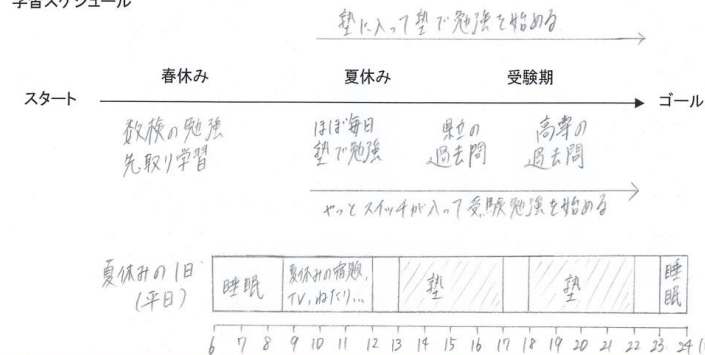 学習スケジュール
塾に入って塾で勉強を始める
春休み
夏休み
受験期
スタート
ゴール
数検の勉強
先取り学習
ほぼ毎日
塾で勉強
県立の
過去問
高専の
過去問
やっとスイッチが入って受験勉強を始める
夏休みの1日
(平日)
睡眠
夏休みの宿題,
TV, ねたり...
塾
塾
睡眠
6 7 8 9 10 11 12 13 14 15 16 17 18 19 20 21 22 23 24 (